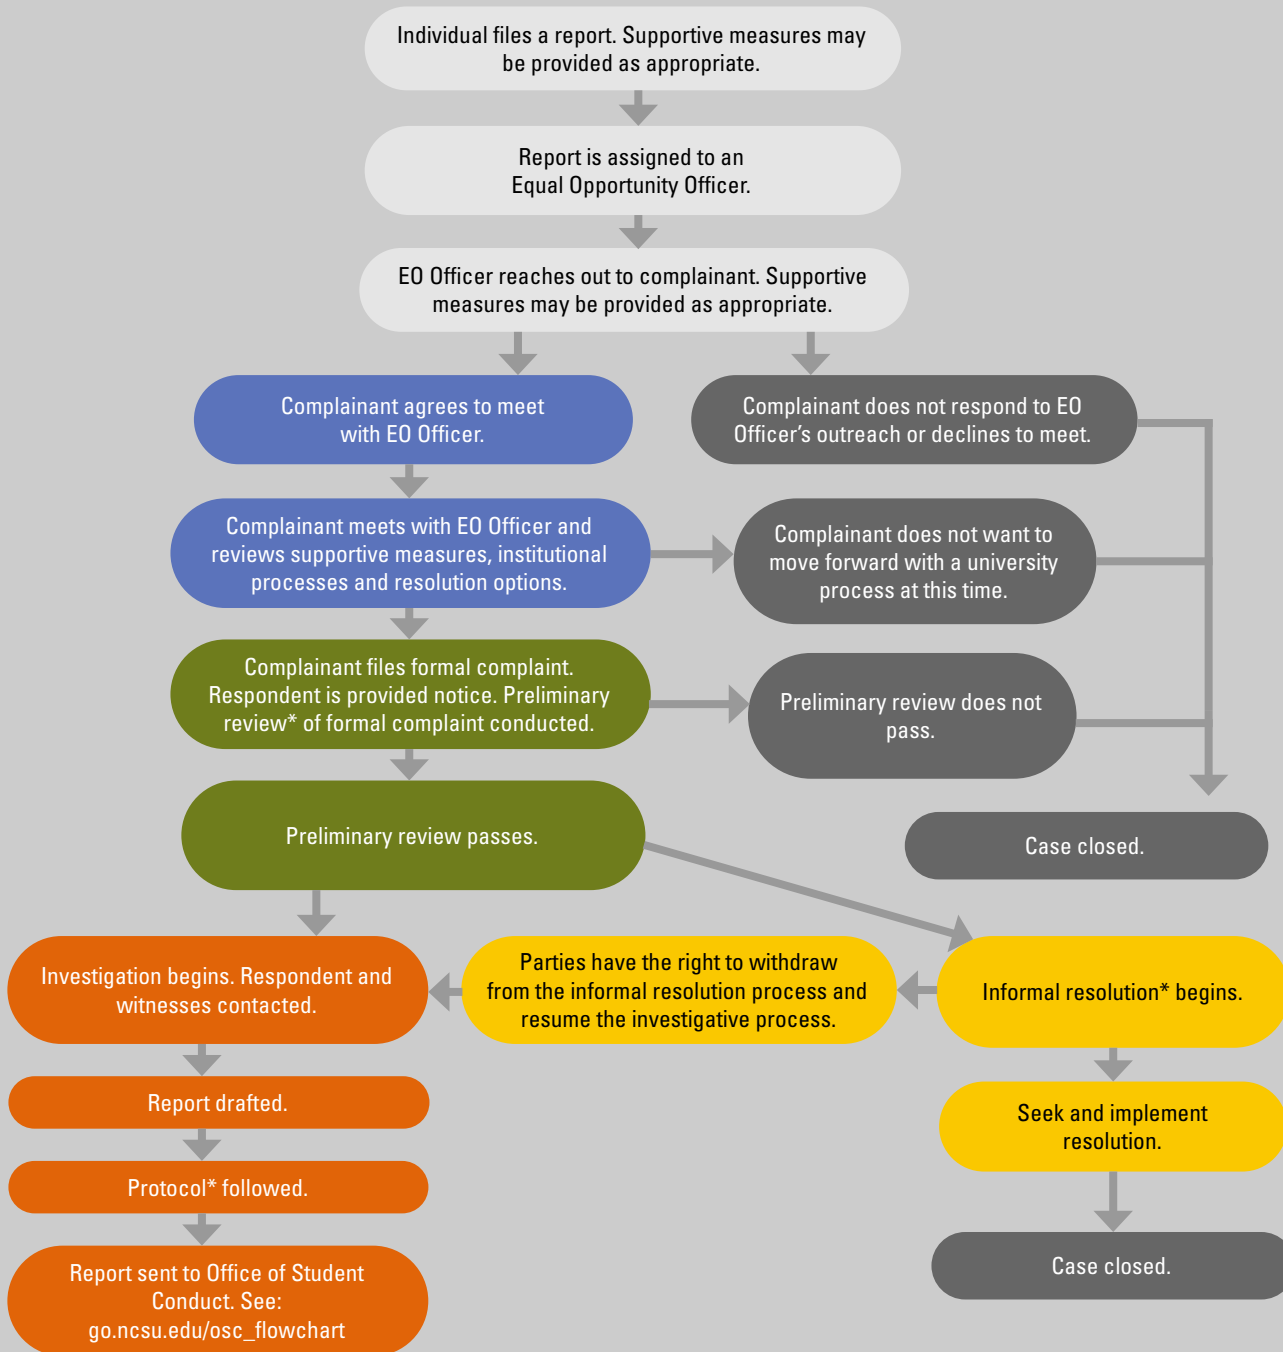 Individual files a report. Supportive measures may
be provided as appropriate.
Report is assigned to an
Equal Opportunity Officer.
EO Officer reaches out to complainant. Supportive
measures may be provided as appropriate.
Complainant agrees to meet
with EO Officer.
Complainant does not respond to EO
Officer’s outreach or declines to meet.
Complainant meets with EO Officer and
reviews supportive measures, institutional
processes and resolution options.
Complainant does not want to
move forward with a university
process at this time.
Complainant files formal complaint.
Respondent is provided notice. Preliminary
review* of formal complaint conducted.
Preliminary review does not
pass.
Preliminary review passes.
Case closed.
Investigation begins. Respondent and
witnesses contacted.
Parties have the right to withdraw
from the informal resolution process and
resume the investigative process.
Informal resolution* begins.
Report drafted.
Seek and implement
resolution.
Protocol* followed.
Case closed.
Report sent to Office of Student
Conduct. See:
go.ncsu.edu/osc_flowchart